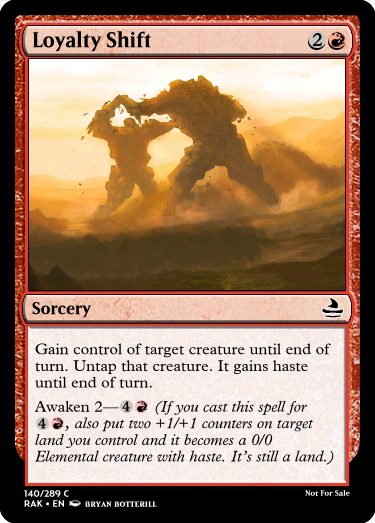 Loyalty Shift 2
Sorcery
Gain control of target creature until end of
turn. Untap that creature. It gains haste
until end of turn.
Awaken 2—4 (If you cast this spell for
4 , also put two +1/+1 counters on target
land you control and it becomes a 0/0
Elemental creature with haste. It's still a land.)
140/289 C Not For Sale
RAK • EN BRYAN BOTTERILL